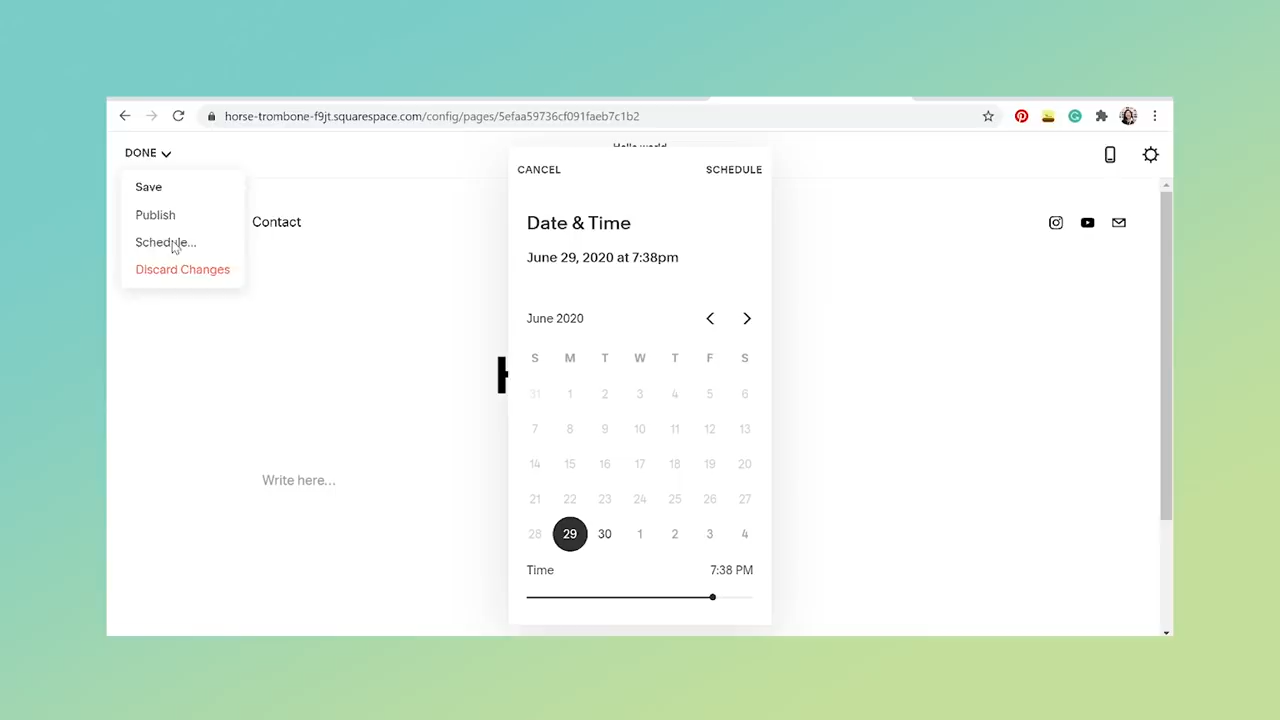 horse-trombone-f9jt.squarespace.com/config/pages/5efaa59736cf091faeb7c1b2
DONE
Hello world
Save
Publish
Schedule...
Discard Changes
Contact
Write here...
CANCEL SCHEDULE
Date & Time
June 29, 2020 at 7:38pm
June 2020
S M T W T F S
31 1 2 3 4 5 6
7 8 9 10 11 12 13
14 15 16 17 18 19 20
21 22 23 24 25 26 27
28 29 30 1 2 3 4
Time 7:38 PM